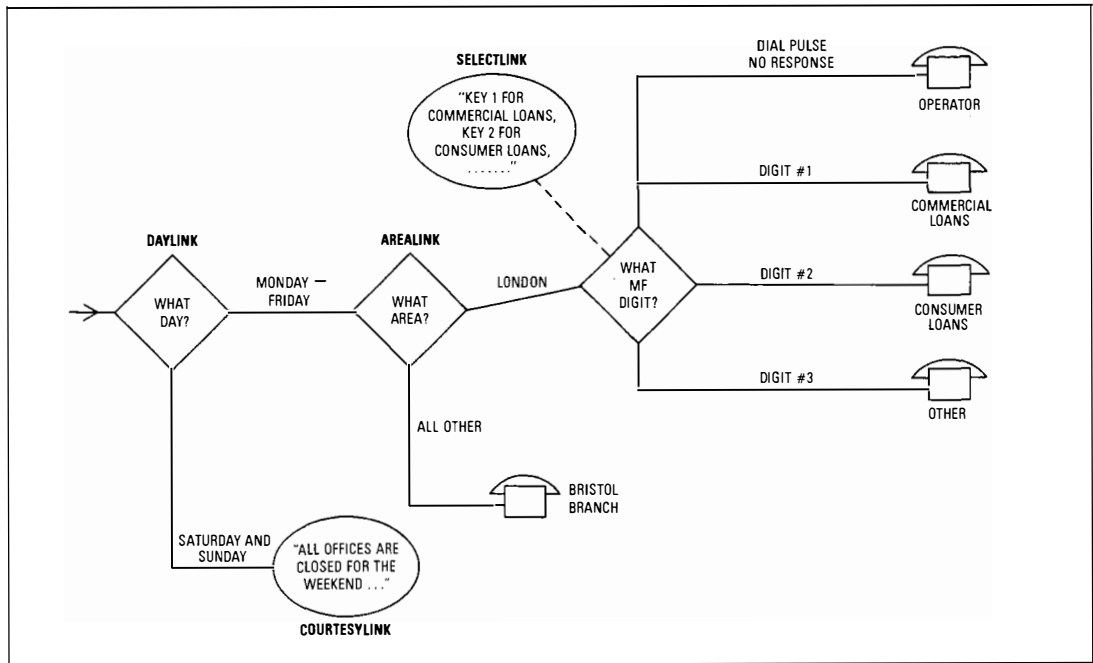 DIAL PULSE
NO RESPONSE
OPERATOR
SELECTLINK
"KEY 1 FOR
COMMERCIAL LOANS,
KEY 2 FOR
CONSUMER LOANS,
......."
DIGIT #1
COMMERCIAL
LOANS
DAYLINK
WHAT
DAY?
MONDAY —
FRIDAY
AREALINK
WHAT
AREA?
LONDON
WHAT
MF
DIGIT?
DIGIT #2
CONSUMER
LOANS
DIGIT #3
OTHER
ALL OTHER
BRISTOL
BRANCH
SATURDAY AND
SUNDAY
"ALL OFFICES ARE
CLOSED FOR THE
WEEKEND ..."
COURTESYLINK